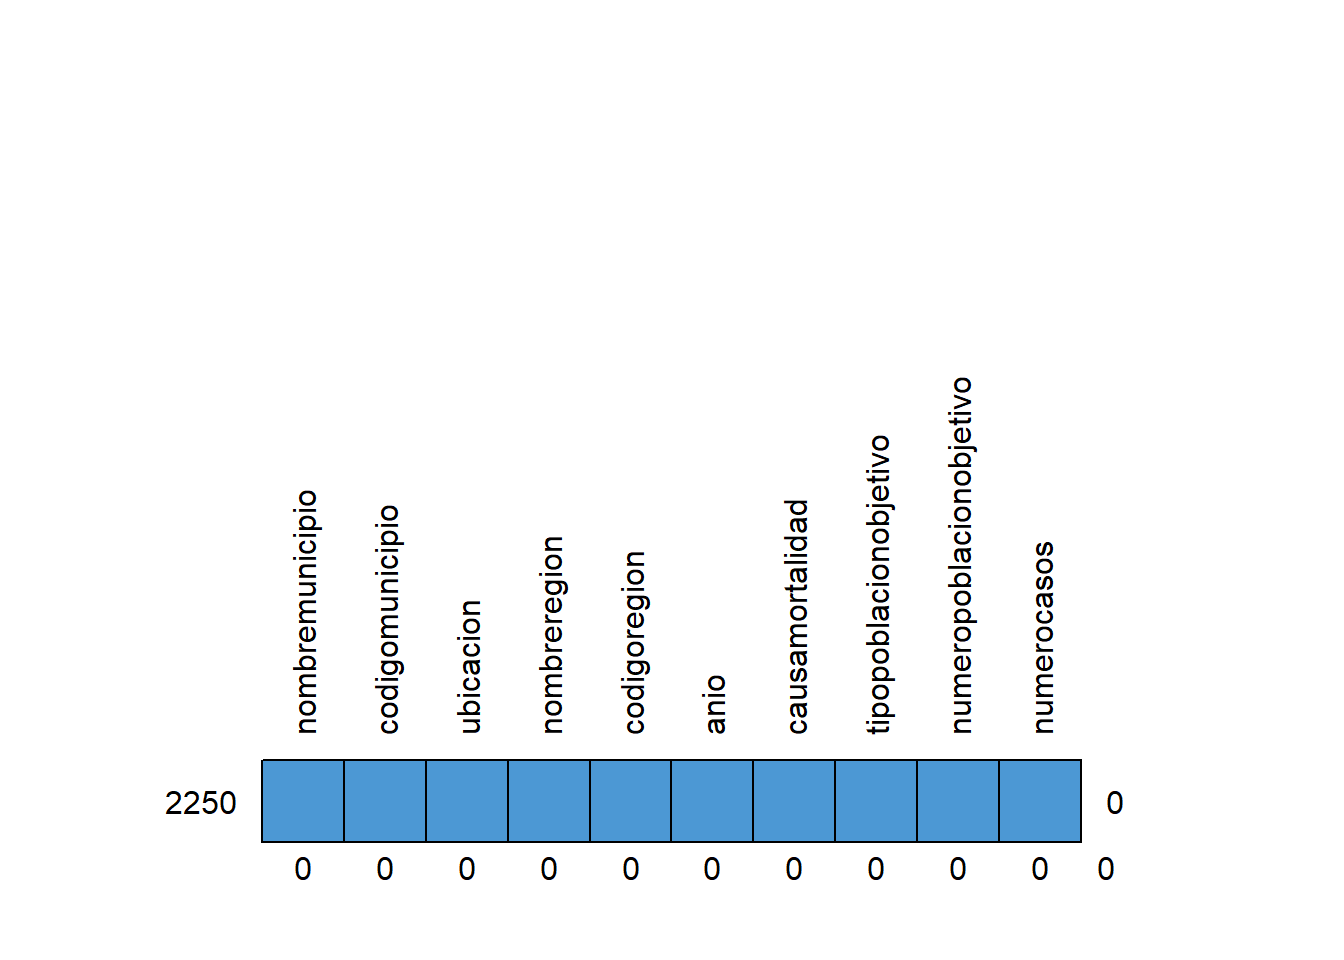 nombremunicipio
codigomunicipio
ubicacion
nombreregion
codigoregion
anio
causamortalidad
tipopoblacionobjetivo
numeropoblacionobjetivo
numerocasos
2250 0
0 0 0 0 0 0 0 0 0 0 0